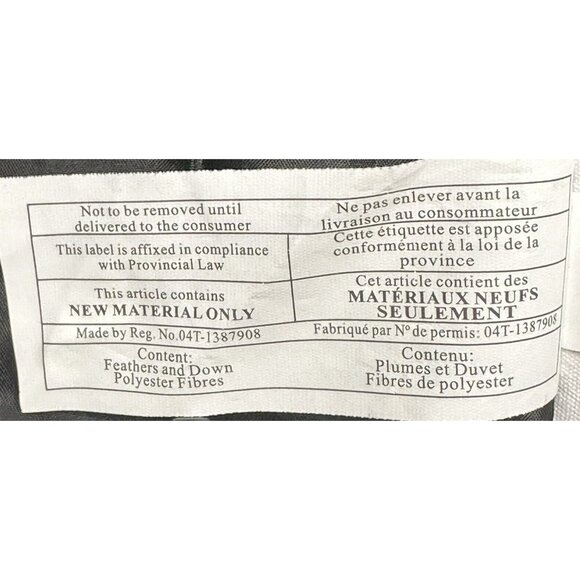 Not to be removed until
delivered to the consumer
Ne pas enlever avant la
livraison au consommateur
This label is affixed in compliance
with Provincial Law
Cette étiquette est apposée
conformément à la loi de la
province
This article contains
NEW MATERIAL ONLY
Cet article contient des
MATÉRIAUX NEUFS
SEULEMENT
Made by Reg. No.04T-1387908
Fabriqué par Nº de permis: 04T-1387908
Content:
Feathers and Down
Polyester Fibres
Contenu:
Plumes et Duvet
Fibres de polyester